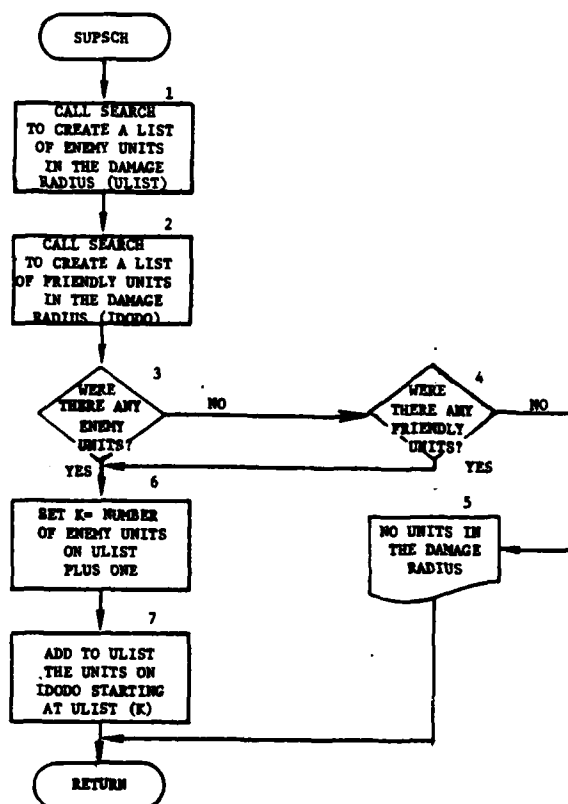 SUPSCH
1
CALL SEARCH
TO CREATE A LIST
OF ENEMY UNITS
IN THE DAMAGE
RADIUS (ULIST)
2
CALL SEARCH
TO CREATE A LIST
OF FRIENDLY UNITS
IN THE DAMAGE
RADIUS (IDODO)
3
WERE
THERE ANY
ENEMY
UNITS?
NO
YES
4
WERE
THERE ANY
FRIENDLY
UNITS?
NO
YES
5
NO UNITS IN
THE DAMAGE
RADIUS
6
SET K= NUMBER
OF ENEMY UNITS
ON ULIST
PLUS ONE
7
ADD TO ULIST
THE UNITS ON
IDODO STARTING
AT ULIST (K)
RETURN